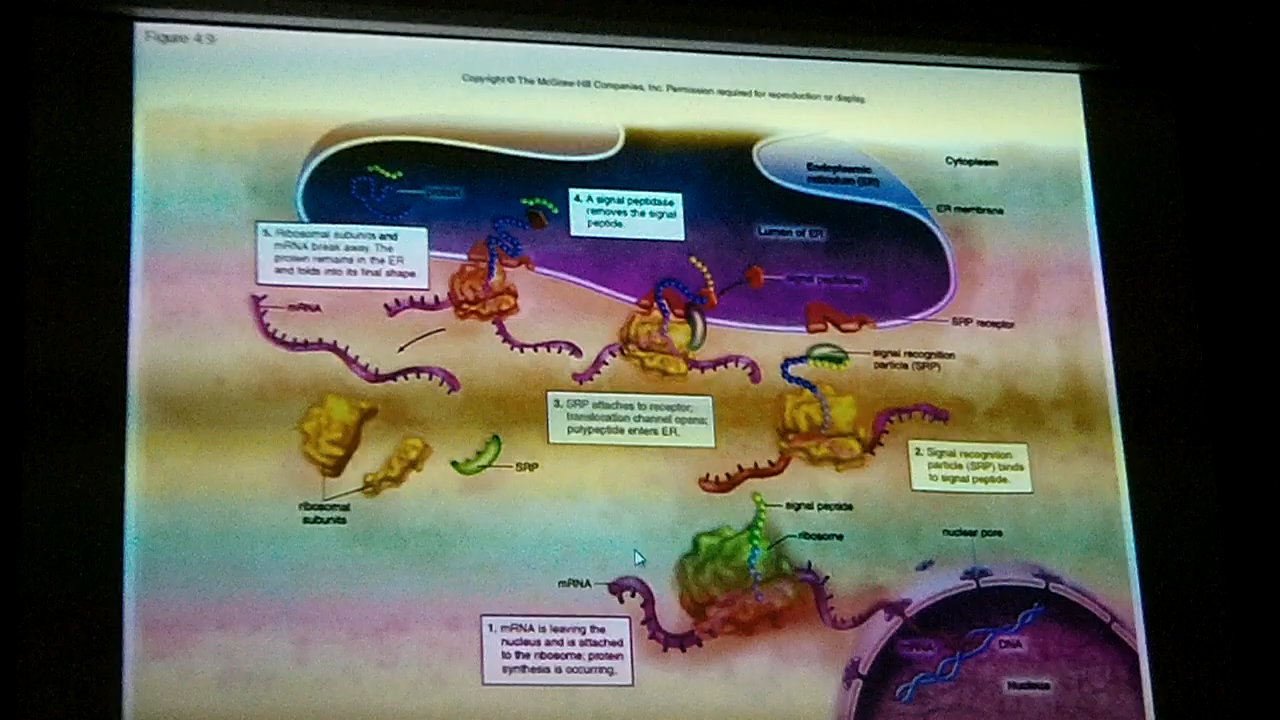 Figure 4.9
Copyright © The McGraw-Hill Companies, Inc. Permission required for reproduction or display.
Cytoplasm
Endoplasmic
reticulum (ER)
ER membrane
protein
4. A signal peptidase
removes the signal
peptide.
Lumen of ER
5. Ribosomal subunits and
mRNA break away. The
protein remains in the ER
and folds into its final shape.
signal peptidase
mRNA
SRP receptor
signal recognition
particle (SRP)
3. SRP attaches to receptor;
translocation channel opens;
polypeptide enters ER.
2. Signal recognition
particle (SRP) binds
to signal peptide.
SRP
ribosomal
subunits
signal peptide
ribosome
nuclear pore
mRNA
1. mRNA is leaving the
nucleus and is attached
to the ribosome; protein
synthesis is occurring.
mRNA
DNA
Nucleus